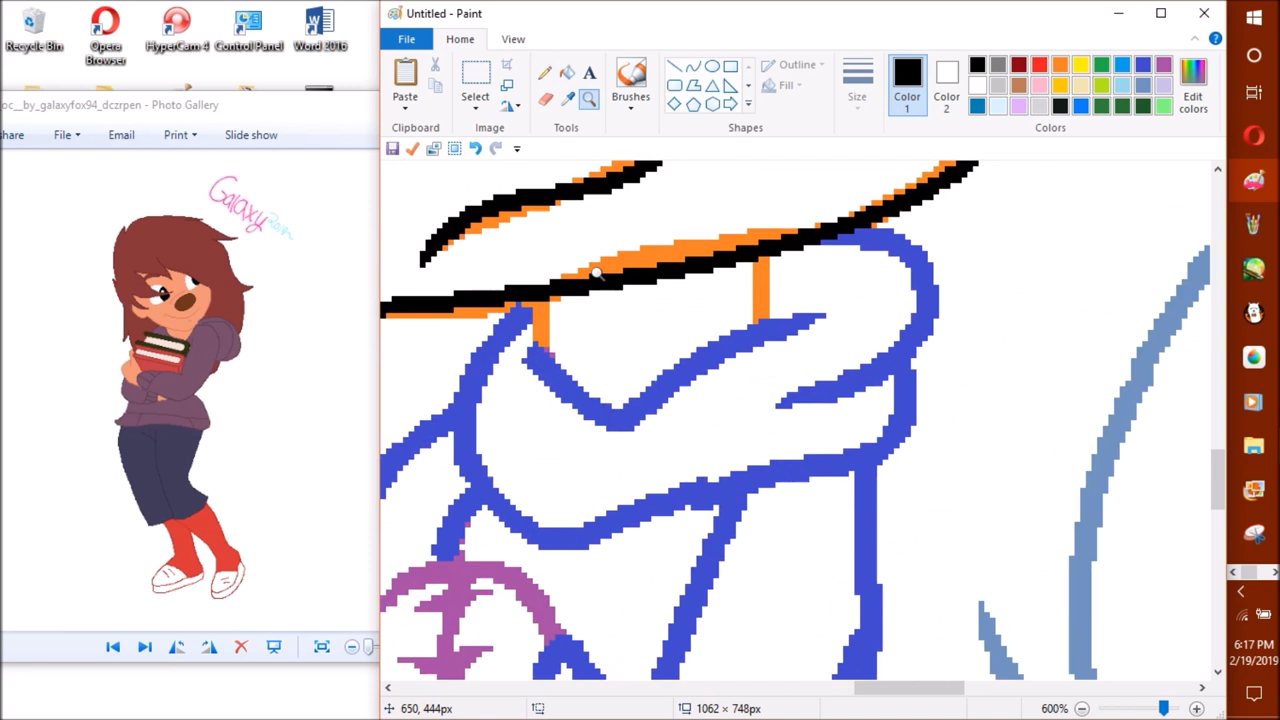 Recycle Bin
Opera Browser
HyperCam 4
Control Panel
Word 2016
oc__by_galaxyfox94_dczrpen - Photo Gallery
share File Email Print Slide show
Galaxy
Untitled - Paint
File Home View
Paste
Select
Brushes
Outline
Fill
Size
Color 1
Color 2
Edit colors
Clipboard Image Tools Shapes Colors
650, 444px
1062 × 748px
600%
6:17 PM
2/19/2019